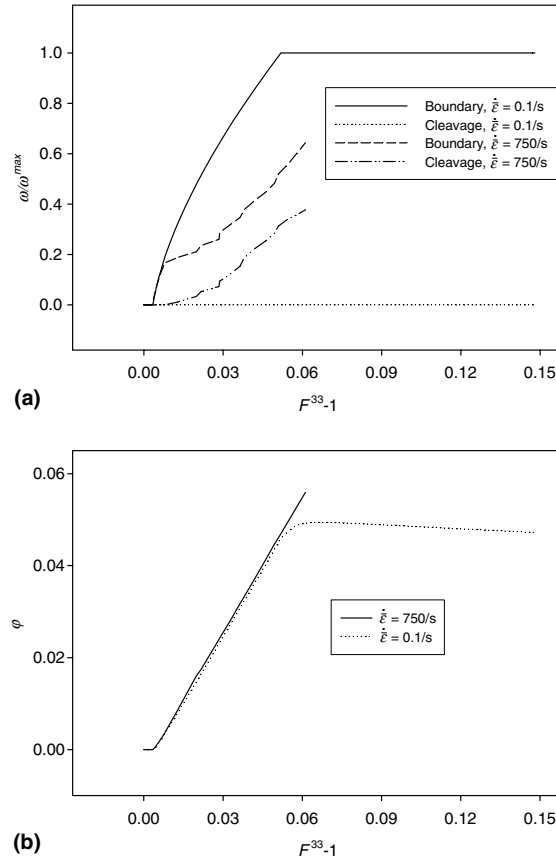 1.0
0.8
0.6
0.4
0.2
0.0
ω/ω^max
Boundary, ε̄̇ = 0.1/s
Cleavage, ε̄̇ = 0.1/s
Boundary, ε̄̇ = 750/s
Cleavage, ε̄̇ = 750/s
0.00 0.03 0.06 0.09 0.12 0.15
(a)
F^33-1
0.06
0.04
0.02
0.00
φ
ε̄̇ = 750/s
ε̄̇ = 0.1/s
0.00 0.03 0.06 0.09 0.12 0.15
(b)
F^33-1